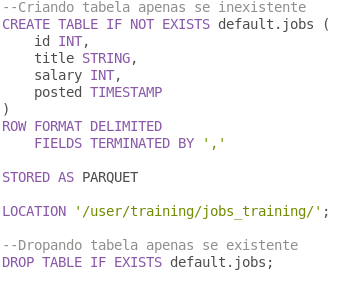 --Criando tabela apenas se inexistente
CREATE TABLE IF NOT EXISTS default.jobs (
    id INT,
    title STRING,
    salary INT,
    posted TIMESTAMP
)
ROW FORMAT DELIMITED
    FIELDS TERMINATED BY ','

STORED AS PARQUET

LOCATION '/user/training/jobs_training/';

--Dropando tabela apenas se existente
DROP TABLE IF EXISTS default.jobs;